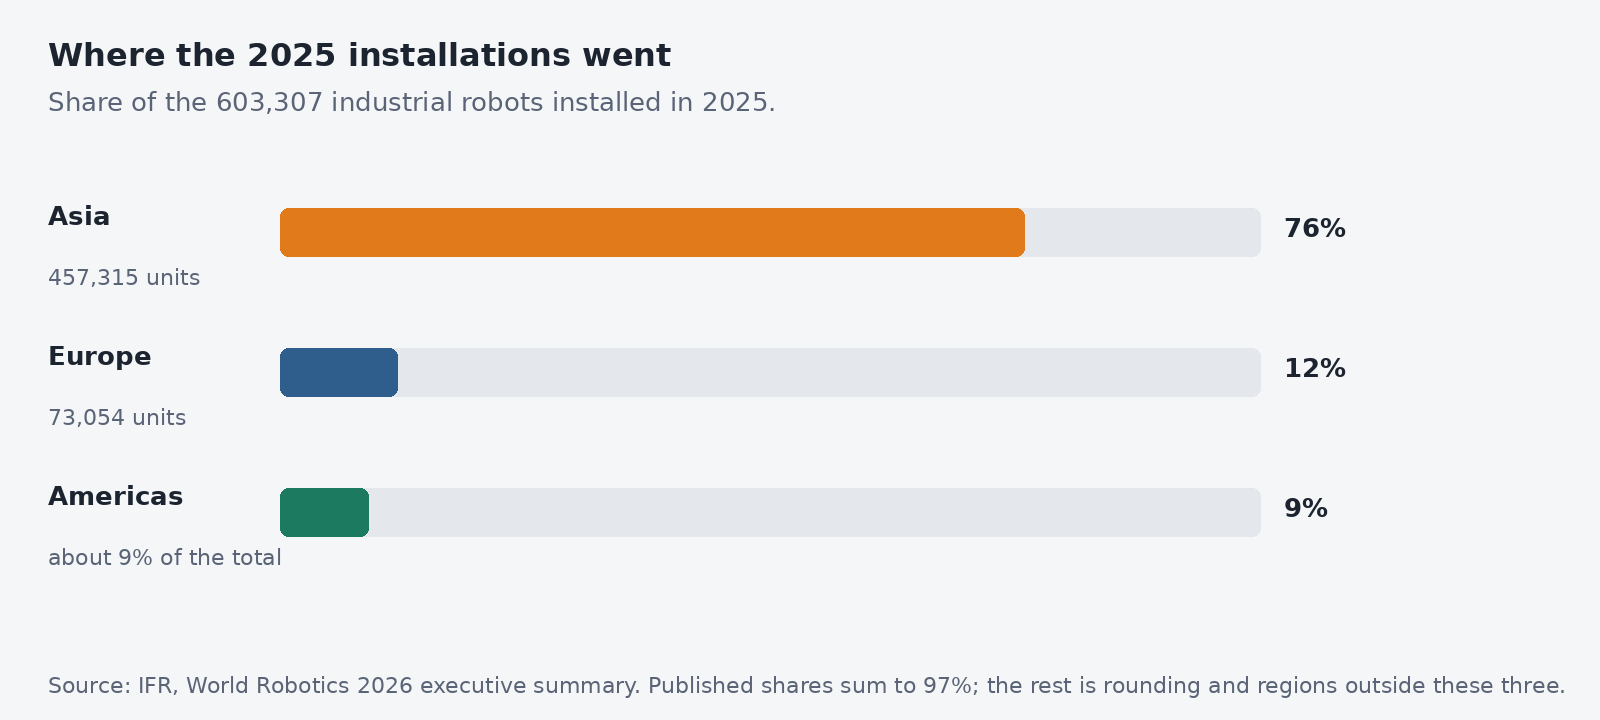 Where the 2025 installations went
Share of the 603,307 industrial robots installed in 2025.
Asia
76%
457,315 units
Europe
12%
73,054 units
Americas
9%
about 9% of the total
Source: IFR, World Robotics 2026 executive summary. Published shares sum to 97%; the rest is rounding and regions outside these three.